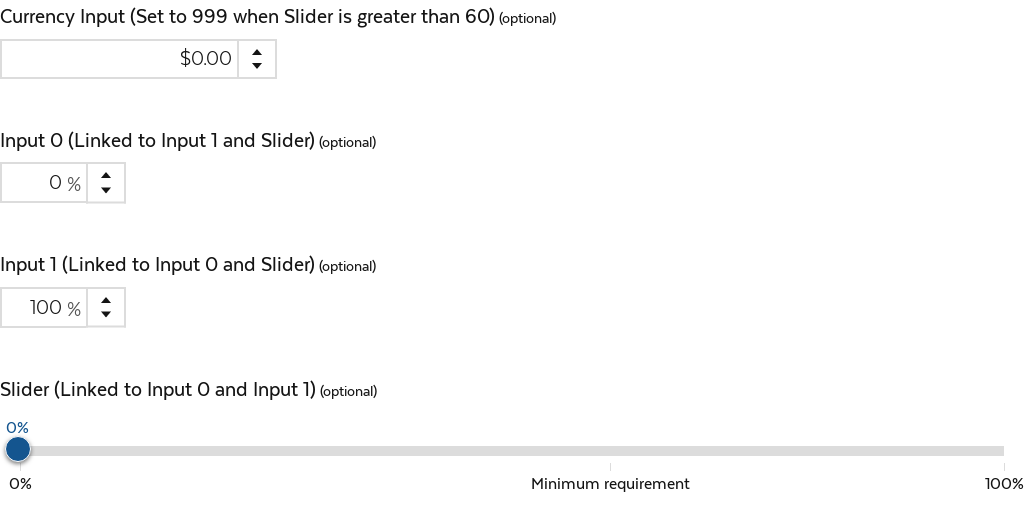 Currency Input (Set to 999 when Slider is greater than 60) (optional)
$0.00
Input 0 (Linked to Input 1 and Slider) (optional)
0 %
Input 1 (Linked to Input 0 and Slider) (optional)
100 %
Slider (Linked to Input 0 and Input 1) (optional)
0%
0% Minimum requirement 100%